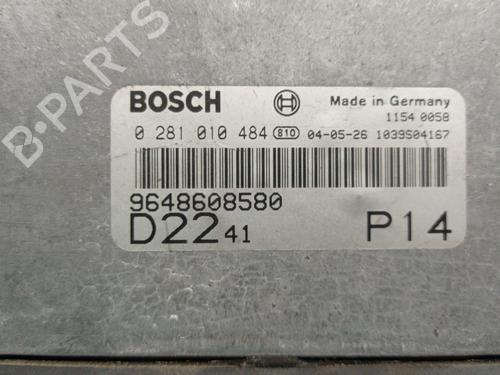 B-PARTS
BOSCH Made in Germany
1154 0058
0 281 010 484 810 04-05-26 1039S04167
9648608580
D22 41 P14